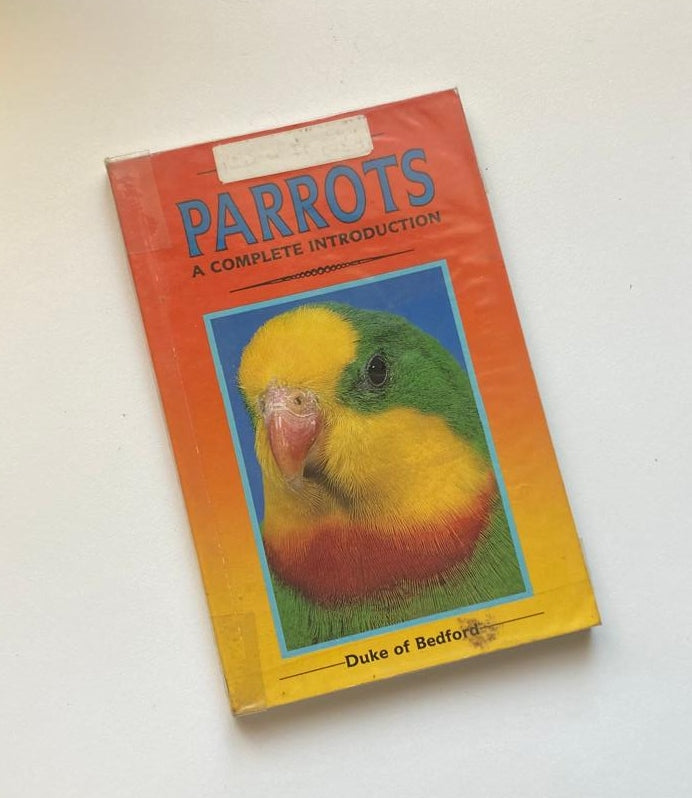 PARROTS
A COMPLETE INTRODUCTION
Duke of Bedford